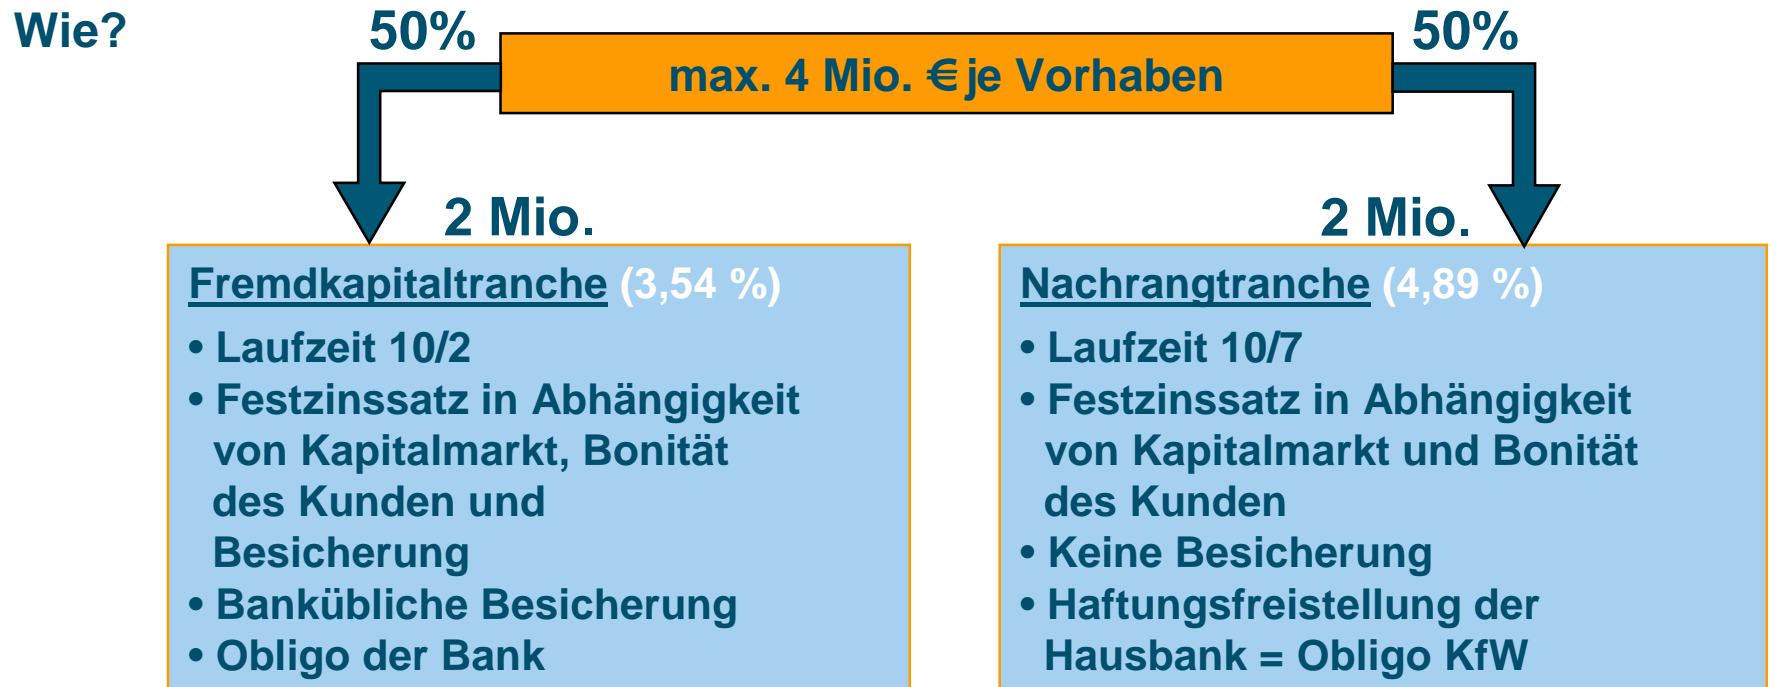 Wie?
50%
50%
max. 4 Mio. € je Vorhaben
2 Mio.
2 Mio.
Fremdkapitaltranche (3,54 %)
• Laufzeit 10/2
• Festzinssatz in Abhängigkeit
von Kapitalmarkt, Bonität
des Kunden und
Besicherung
• Bankübliche Besicherung
• Obligo der Bank
Nachrangtranche (4,89 %)
• Laufzeit 10/7
• Festzinssatz in Abhängigkeit
von Kapitalmarkt und Bonität
des Kunden
• Keine Besicherung
• Haftungsfreistellung der
Hausbank = Obligo KfW